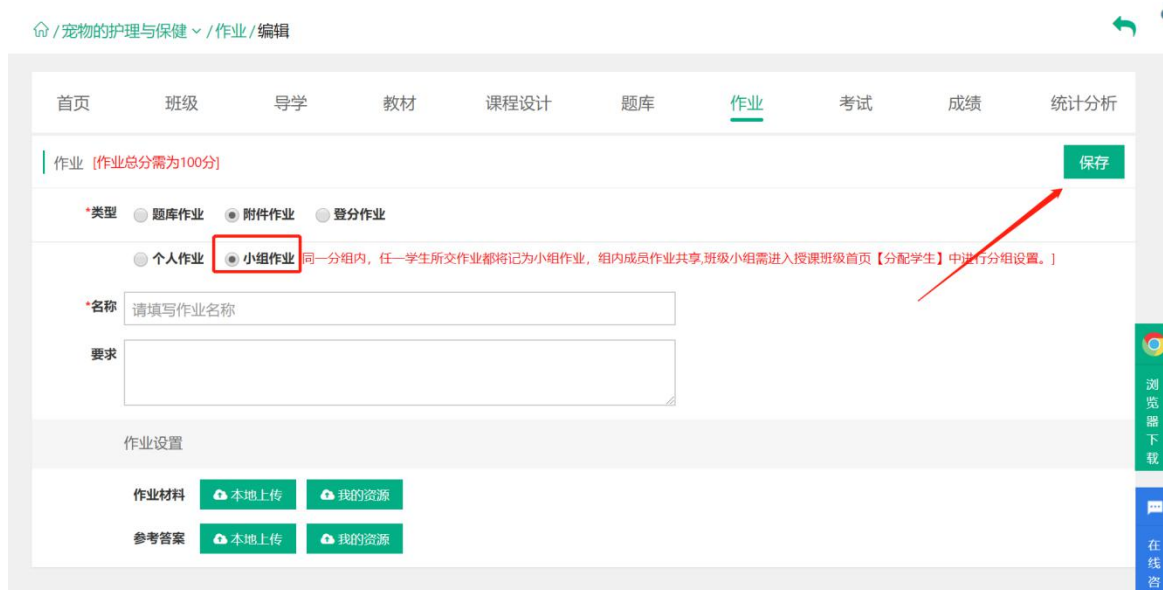 /宠物的护理与保健 /作业/编辑
首页 班级 导学 教材 课程设计 题库 作业 考试 成绩 统计分析
作业 [作业总分需为100分] 保存
*类型 题库作业 附件作业 登分作业
个人作业 小组作业 同一分组内，任一学生所交作业都将记为小组作业，组内成员作业共享,班级小组需进入授课班级首页【分配学生】中进行分组设置。]
*名称 请填写作业名称
要求
作业设置
作业材料 本地上传 我的资源
参考答案 本地上传 我的资源
浏览器下载
在线咨